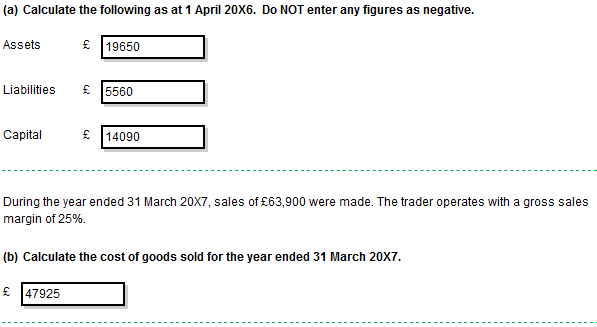 (a) Calculate the following as at 1 April 20X6. Do NOT enter any figures as negative.
Assets £ 19650
Liabilities £ 5560
Capital £ 14090
During the year ended 31 March 20X7, sales of £63,900 were made. The trader operates with a gross sales
margin of 25%.
(b) Calculate the cost of goods sold for the year ended 31 March 20X7.
£ 47925